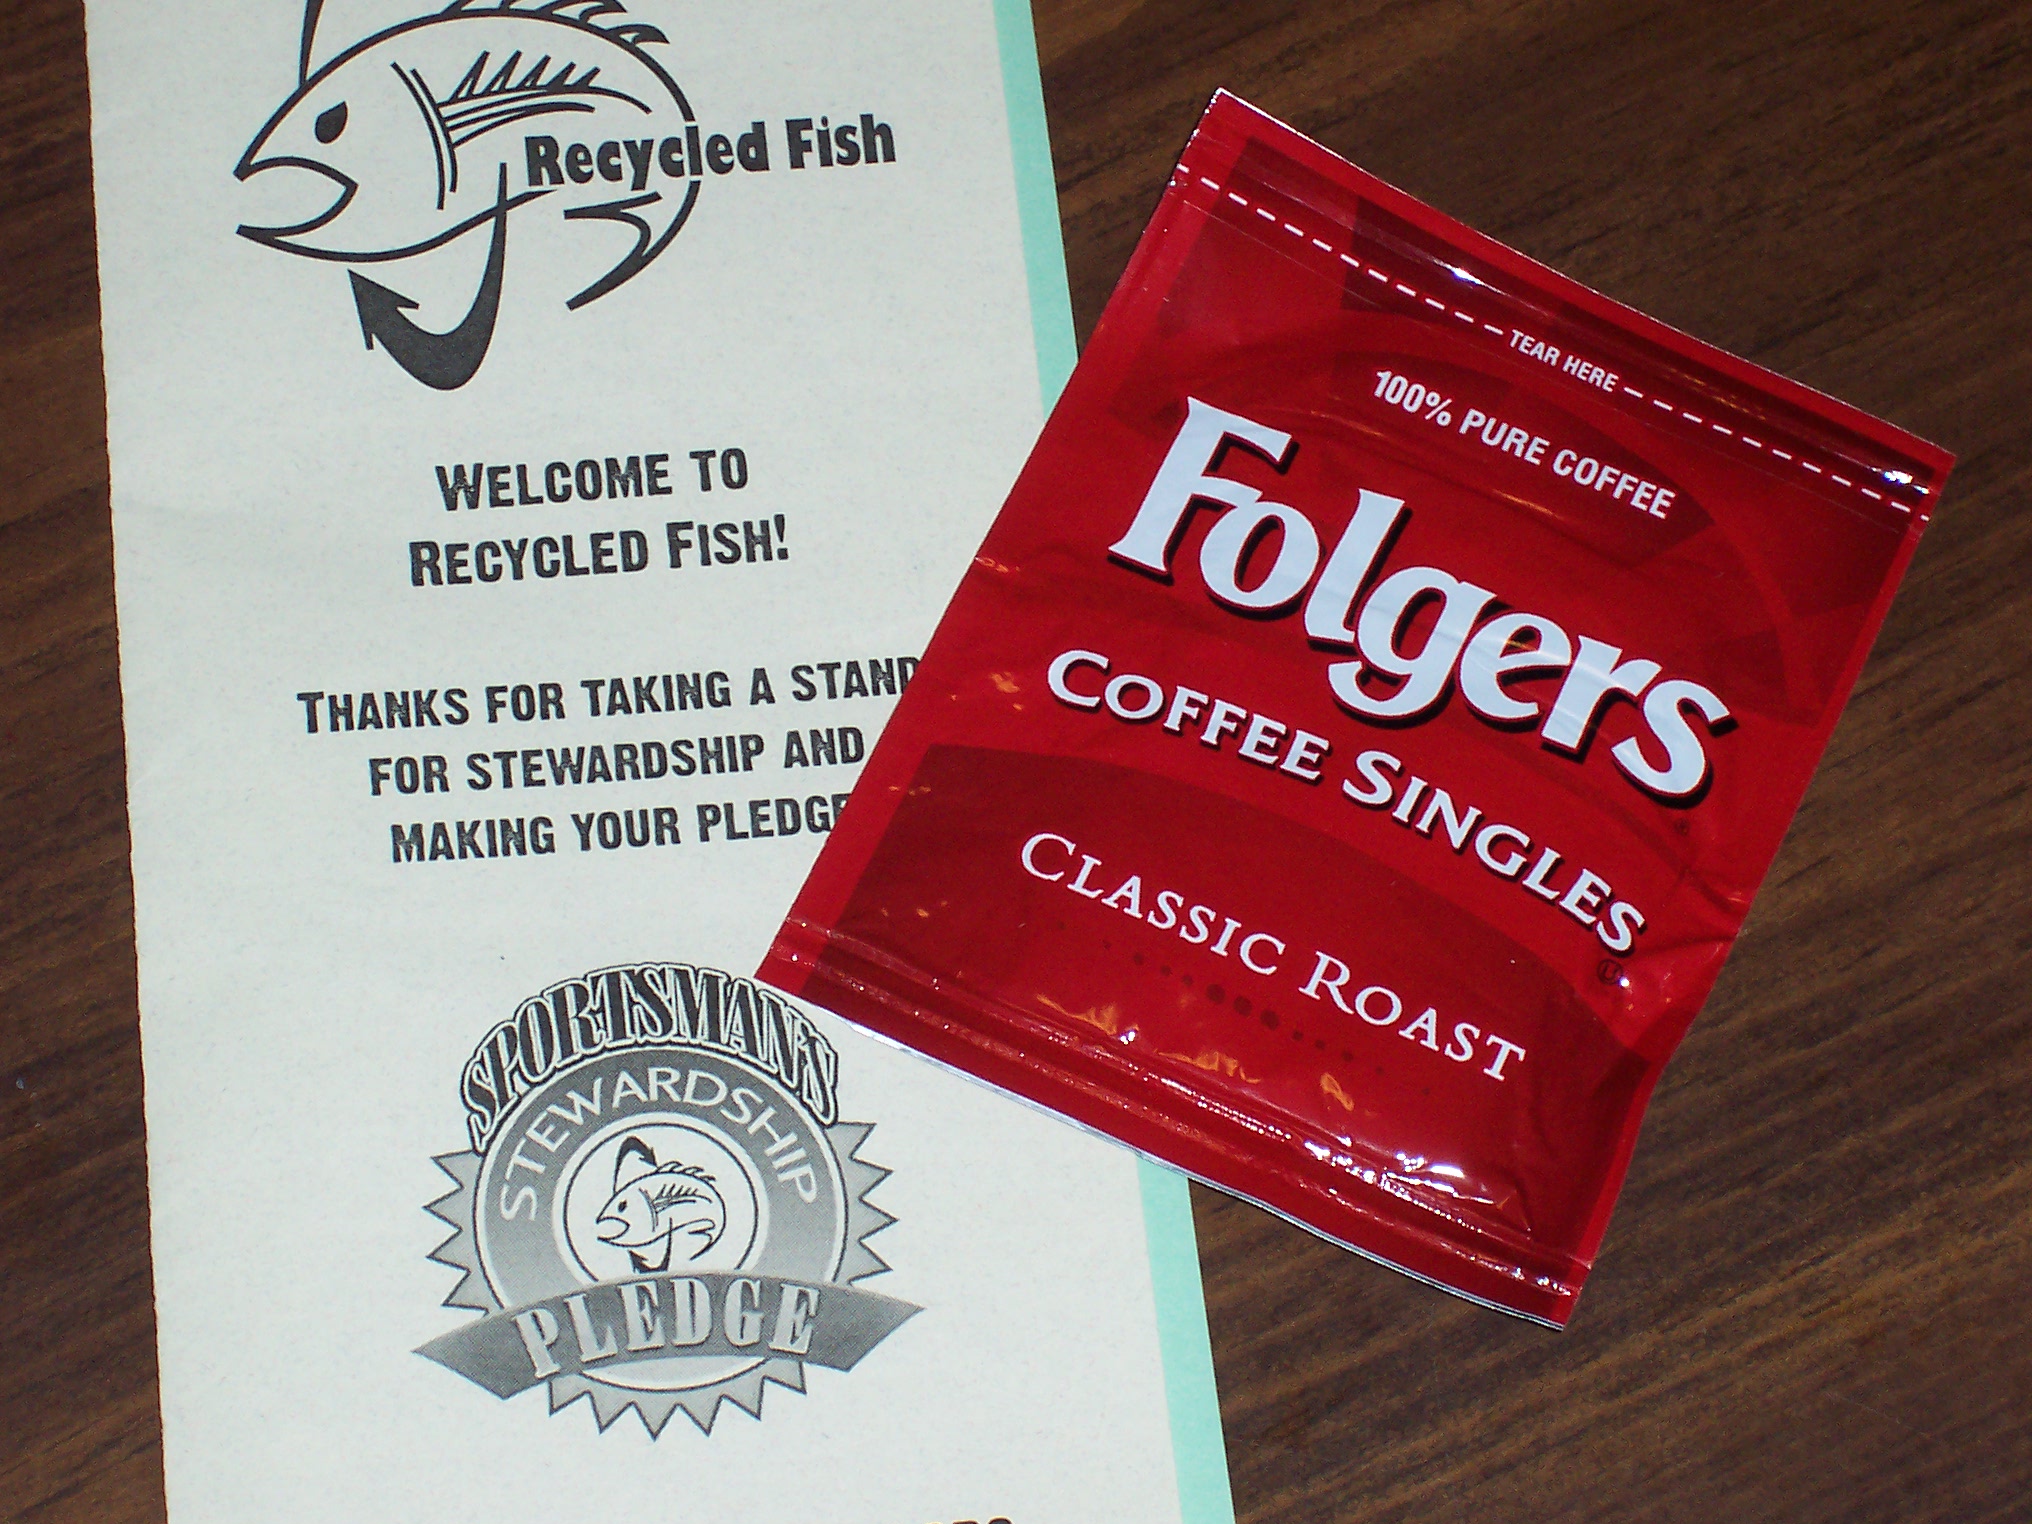 Recycled Fish
WELCOME TO
RECYCLED FISH!
THANKS FOR TAKING A STAND
FOR STEWARDSHIP AND
MAKING YOUR PLEDGE
SPORTSMAN'S
STEWARDSHIP
PLEDGE
TEAR HERE
100% PURE COFFEE
Folgers
COFFEE SINGLES
CLASSIC ROAST